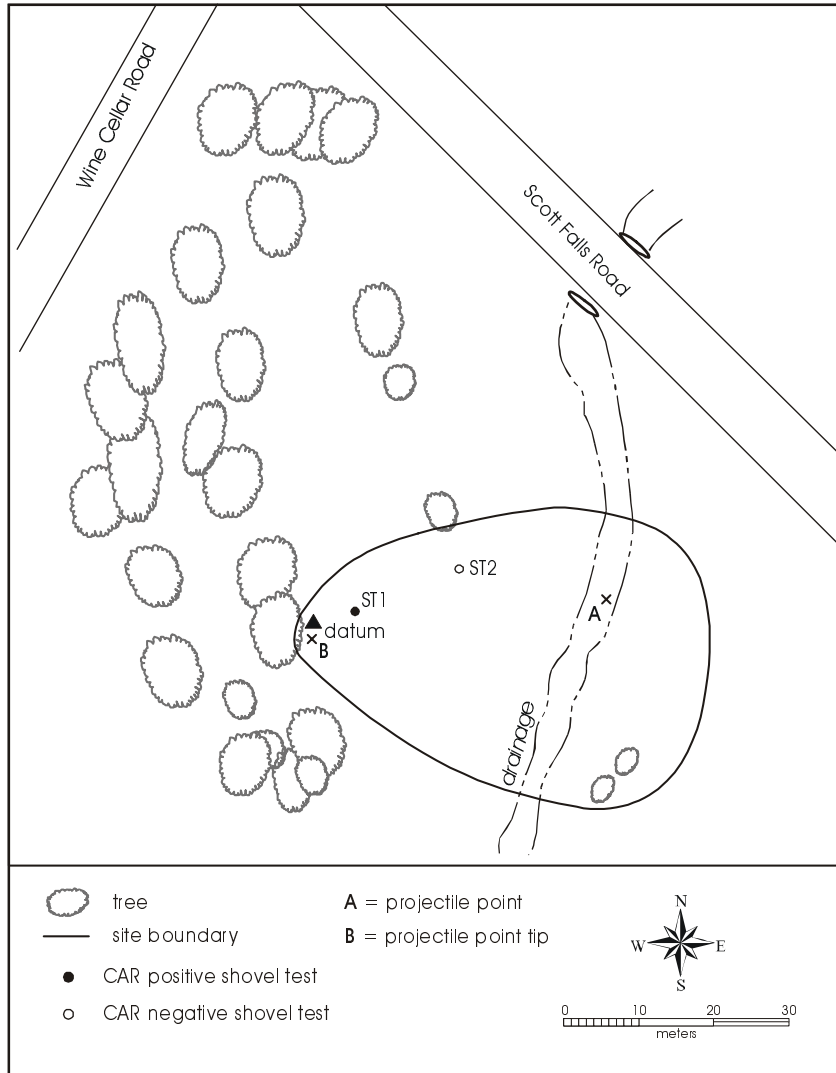 Wine Cellar Road
Scott Falls Road
ST2
ST1
A
datum
B
drainage
tree
site boundary
CAR positive shovel test
CAR negative shovel test
A = projectile point
B = projectile point tip
N
W E
S
0 10 20 30
meters